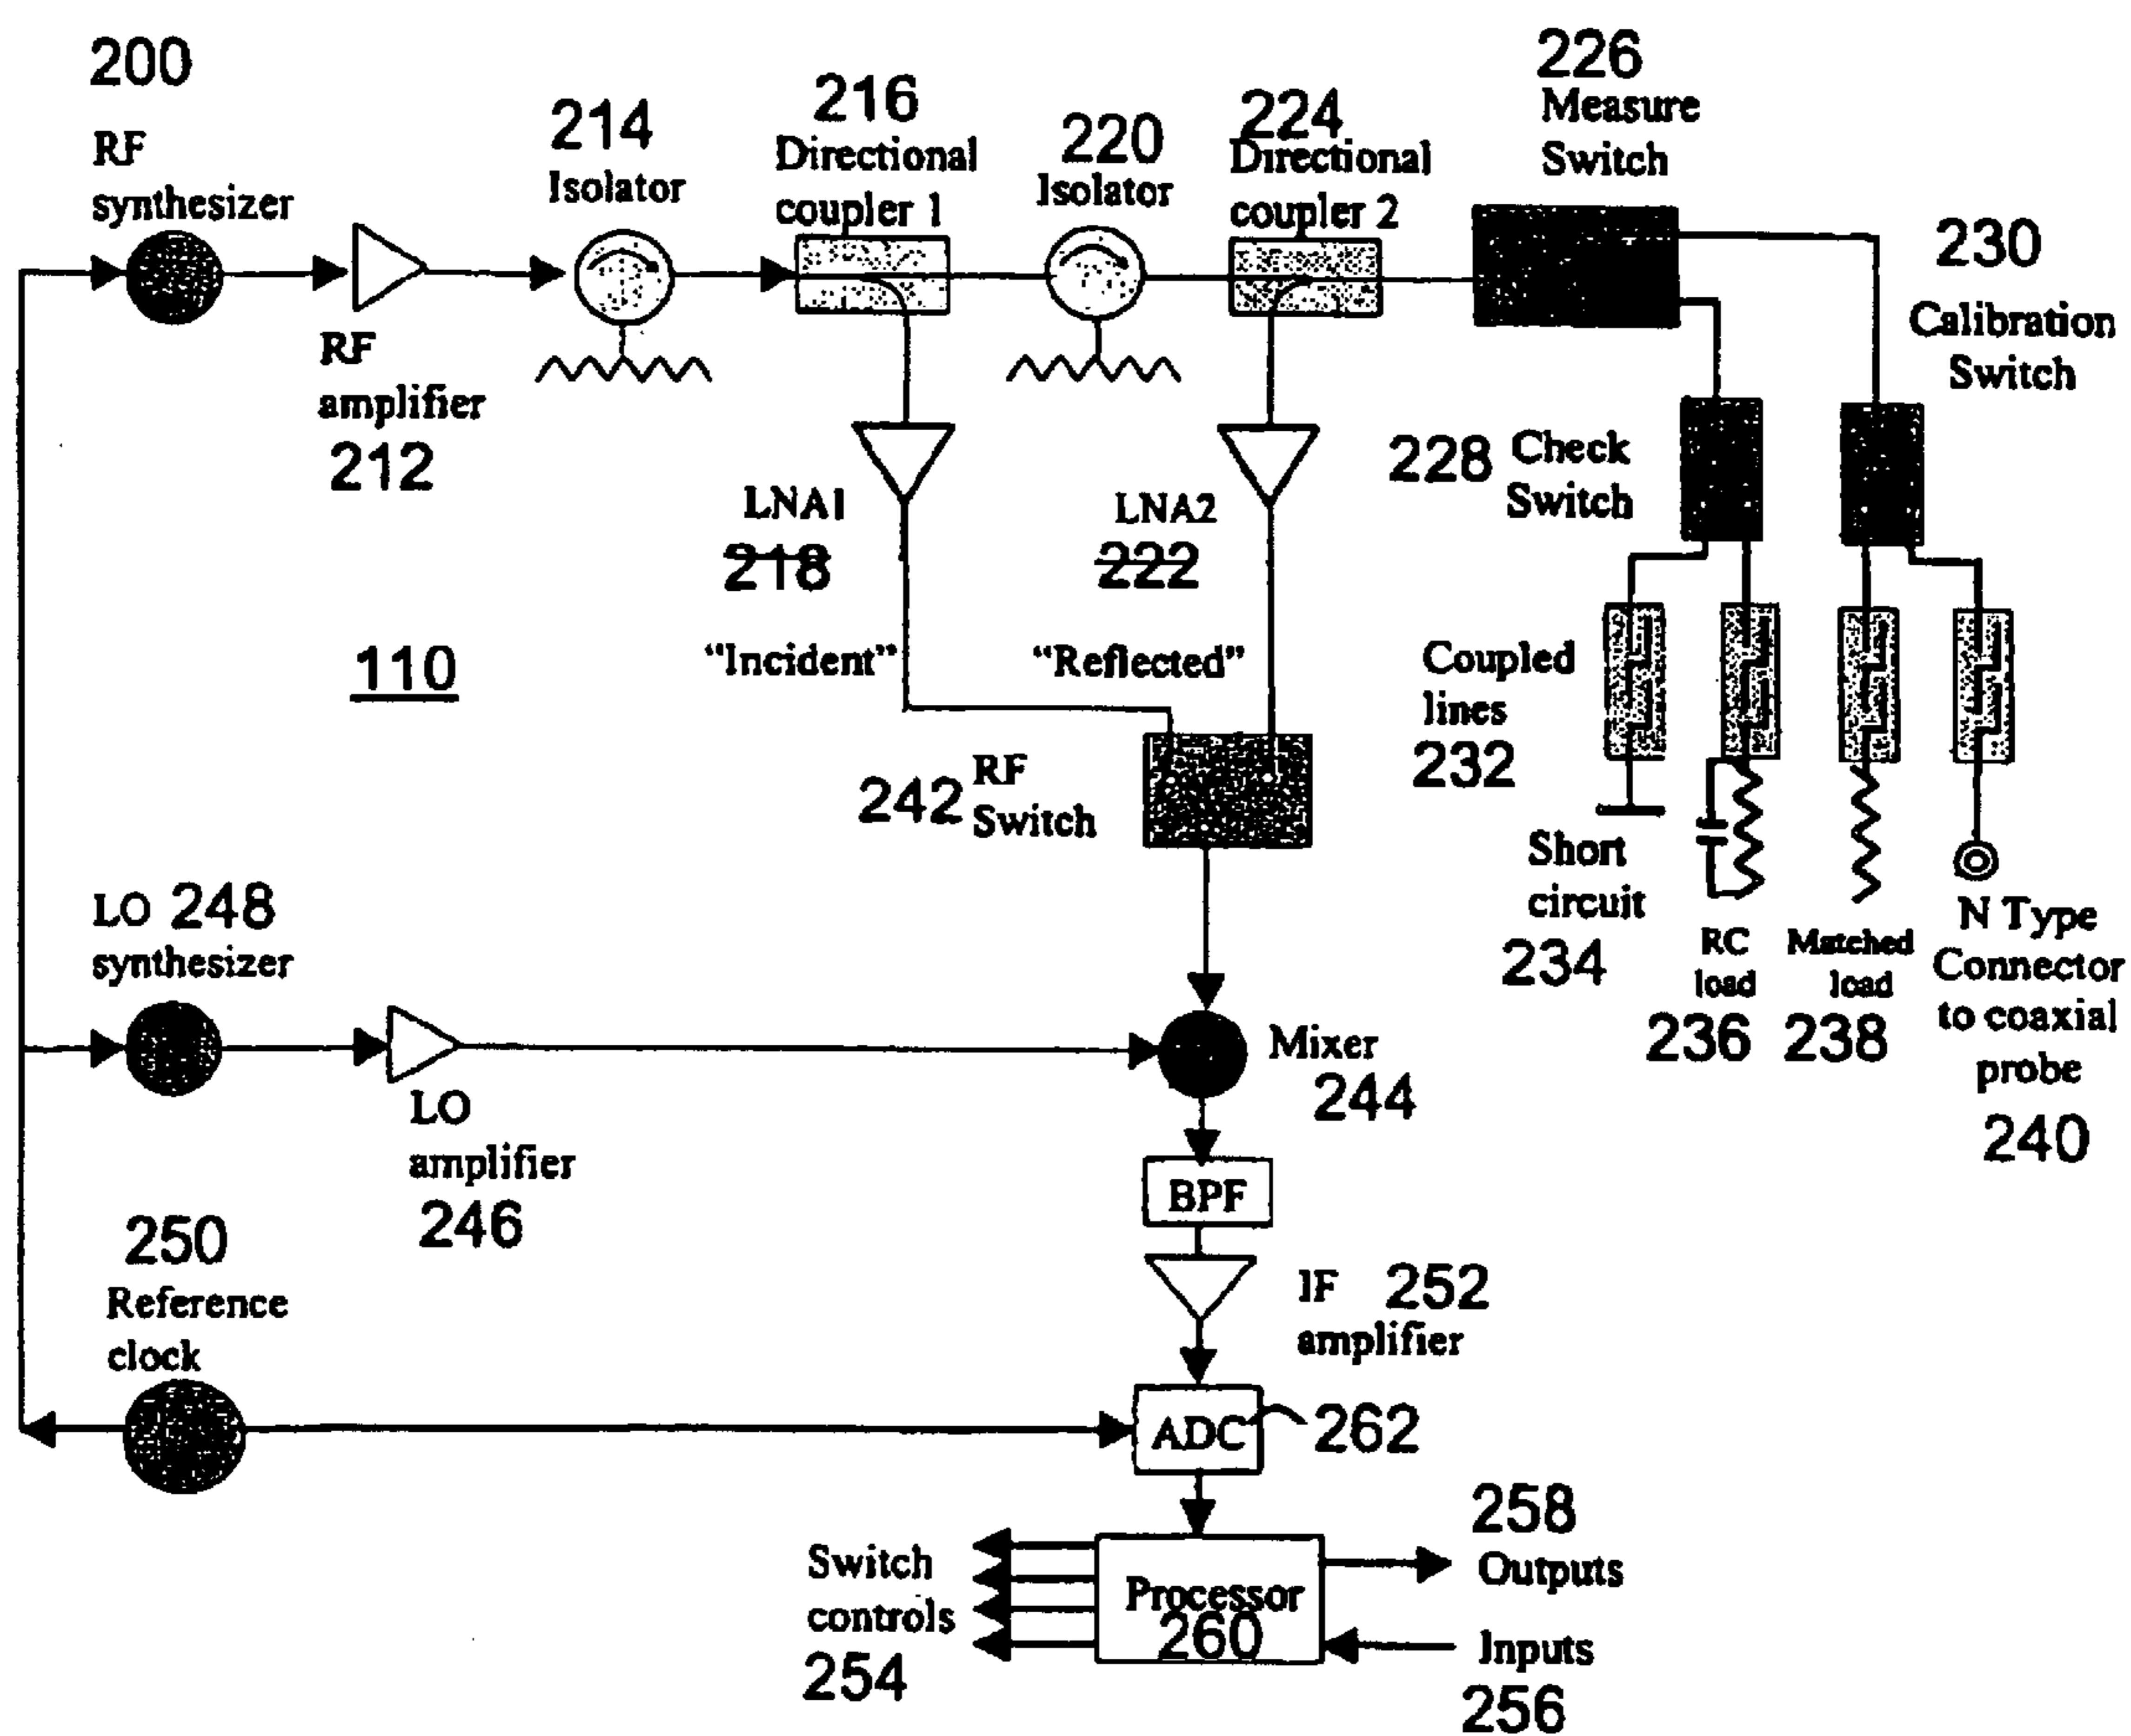 200
RF
synthesizer
RF
amplifier
212
214
Isolator
216
Directional
coupler 1
220
Isolator
224
Directional
coupler 2
226
Measure
Switch
230
Calibration
Switch
228 Check
Switch
LNA1
218
LNA2
222
"Incident"
"Reflected"
110
Coupled
lines
232
242 RF
Switch
Short
circuit
234
RC
load
236
Matched
load
238
N Type
Connector
to coaxial
probe
240
LO 248
synthesizer
LO
amplifier
246
Mixer
244
BPF
250
Reference
clock
IF 252
amplifier
ADC
262
Switch
controls
254
Processor
260
258
Outputs
Inputs
256